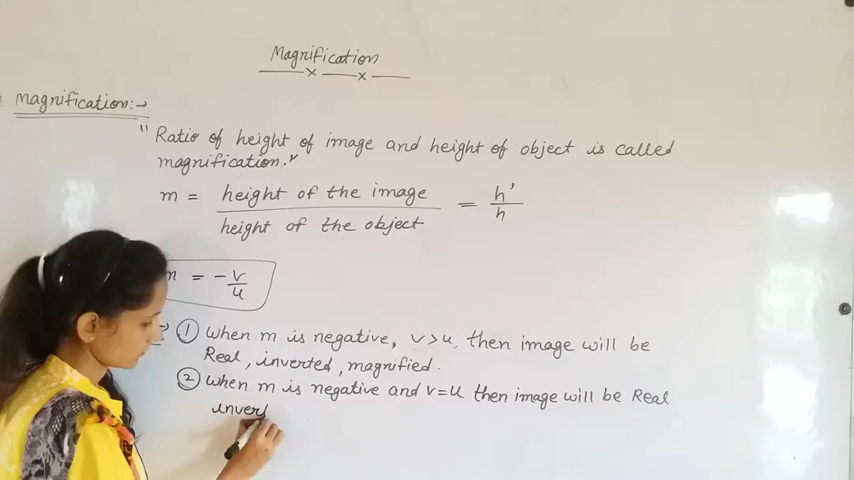 Magnification
Magnification:→
"Ratio of height of image and height of object is called
magnification."
m = height of the image / height of the object = h' / h
m = - v/u
① when m is negative, v>u, then image will be
Real, inverted, magnified.
② when m is negative and v=u then image will be Real
invert